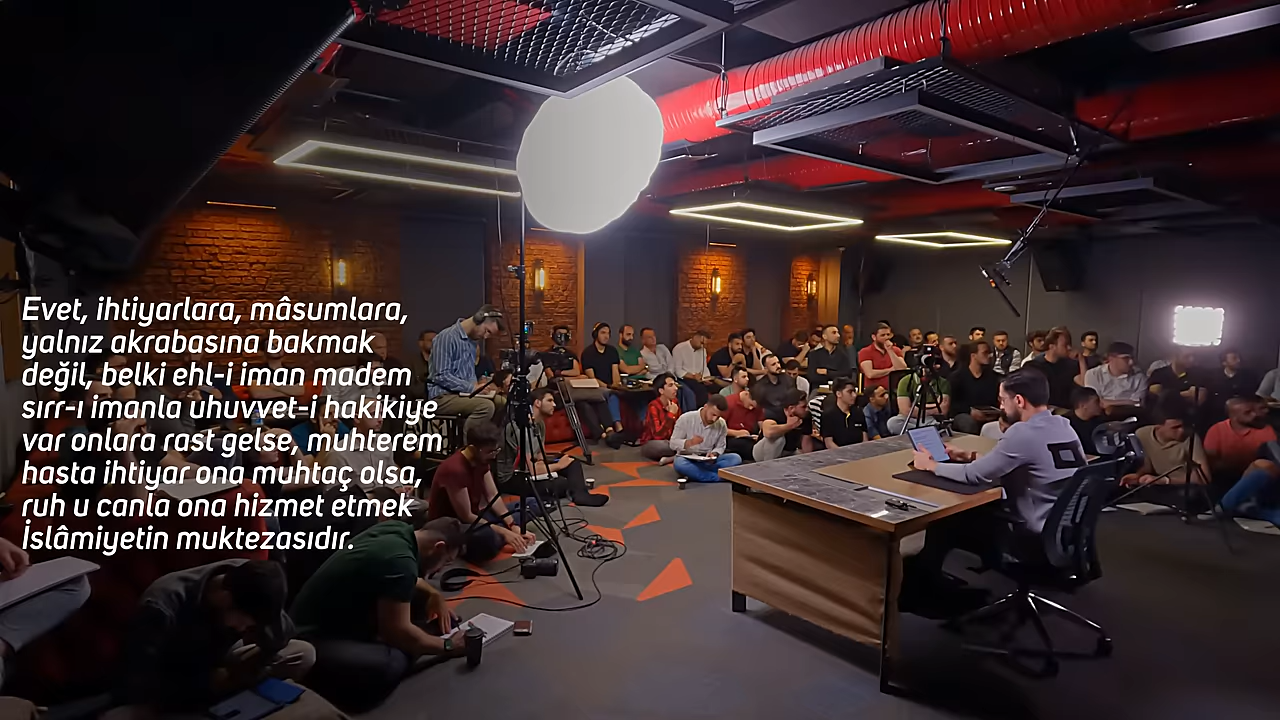 Evet, ihtiyarlara, mâsumlara,
yalnız akrabasına bakmak
değil, belki ehl-i iman madem
sırr-ı imanla uhuvvet-i hakikiye
var onlara rast gelse, muhterem
hasta ihtiyar ona muhtaç olsa,
ruh u canla ona hizmet etmek
İslâmiyetin muktezasıdır.